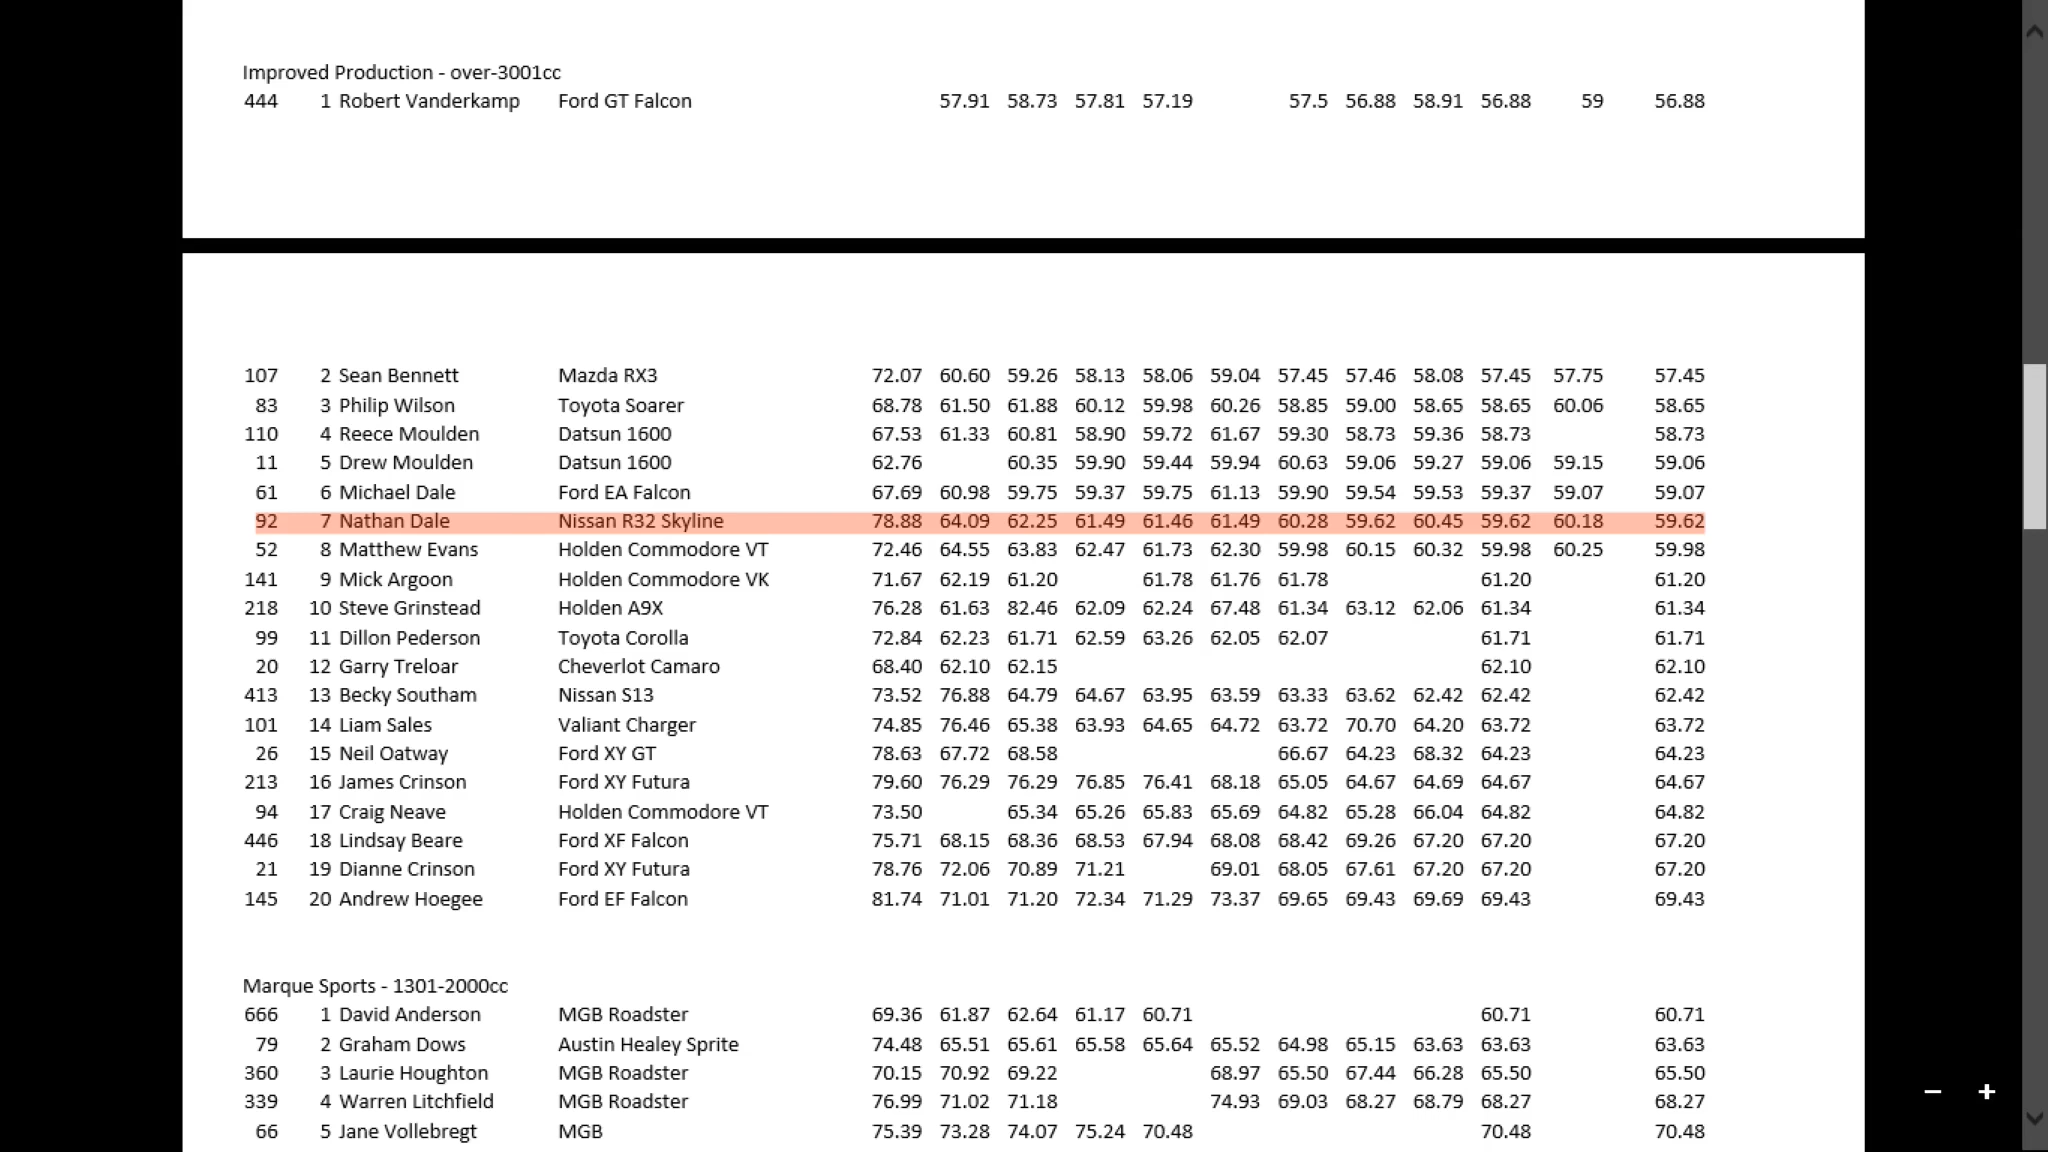 Improved Production - over-3001cc
444 1 Robert Vanderkamp Ford GT Falcon 57.91 58.73 57.81 57.19 57.5 56.88 58.91 56.88 59 56.88
107 2 Sean Bennett Mazda RX3 72.07 60.60 59.26 58.13 58.06 59.04 57.45 57.46 58.08 57.45 57.75 57.45
83 3 Philip Wilson Toyota Soarer 68.78 61.50 61.88 60.12 59.98 60.26 58.85 59.00 58.65 58.65 60.06 58.65
110 4 Reece Moulden Datsun 1600 67.53 61.33 60.81 58.90 59.72 61.67 59.30 58.73 59.36 58.73 58.73
11 5 Drew Moulden Datsun 1600 62.76 60.35 59.90 59.44 59.94 60.63 59.06 59.27 59.06 59.15 59.06
61 6 Michael Dale Ford EA Falcon 67.69 60.98 59.75 59.37 59.75 61.13 59.90 59.54 59.53 59.37 59.07 59.07
92 7 Nathan Dale Nissan R32 Skyline 78.88 64.09 62.25 61.49 61.46 61.49 60.28 59.62 60.45 59.62 60.18 59.62
52 8 Matthew Evans Holden Commodore VT 72.46 64.55 63.83 62.47 61.73 62.30 59.98 60.15 60.32 59.98 60.25 59.98
141 9 Mick Argoon Holden Commodore VK 71.67 62.19 61.20 61.78 61.76 61.78 61.20 61.20
218 10 Steve Grinstead Holden A9X 76.28 61.63 82.46 62.09 62.24 67.48 61.34 63.12 62.06 61.34 61.34
99 11 Dillon Pederson Toyota Corolla 72.84 62.23 61.71 62.59 63.26 62.05 62.07 61.71 61.71
20 12 Garry Treloar Cheverlot Camaro 68.40 62.10 62.15 62.10 62.10
413 13 Becky Southam Nissan S13 73.52 76.88 64.79 64.67 63.95 63.59 63.33 63.62 62.42 62.42 62.42
101 14 Liam Sales Valiant Charger 74.85 76.46 65.38 63.93 64.65 64.72 63.72 70.70 64.20 63.72 63.72
26 15 Neil Oatway Ford XY GT 78.63 67.72 68.58 66.67 64.23 68.32 64.23 64.23
213 16 James Crinson Ford XY Futura 79.60 76.29 76.29 76.85 76.41 68.18 65.05 64.67 64.69 64.67 64.67
94 17 Craig Neave Holden Commodore VT 73.50 65.34 65.26 65.83 65.69 64.82 65.28 66.04 64.82 64.82
446 18 Lindsay Beare Ford XF Falcon 75.71 68.15 68.36 68.53 67.94 68.08 68.42 69.26 67.20 67.20 67.20
21 19 Dianne Crinson Ford XY Futura 78.76 72.06 70.89 71.21 69.01 68.05 67.61 67.20 67.20 67.20
145 20 Andrew Hoegee Ford EF Falcon 81.74 71.01 71.20 72.34 71.29 73.37 69.65 69.43 69.69 69.43 69.43
Marque Sports - 1301-2000cc
666 1 David Anderson MGB Roadster 69.36 61.87 62.64 61.17 60.71 60.71 60.71
79 2 Graham Dows Austin Healey Sprite 74.48 65.51 65.61 65.58 65.64 65.52 64.98 65.15 63.63 63.63 63.63
360 3 Laurie Houghton MGB Roadster 70.15 70.92 69.22 68.97 65.50 67.44 66.28 65.50 65.50
339 4 Warren Litchfield MGB Roadster 76.99 71.02 71.18 74.93 69.03 68.27 68.79 68.27 68.27
66 5 Jane Vollebregt MGB 75.39 73.28 74.07 75.24 70.48 70.48 70.48